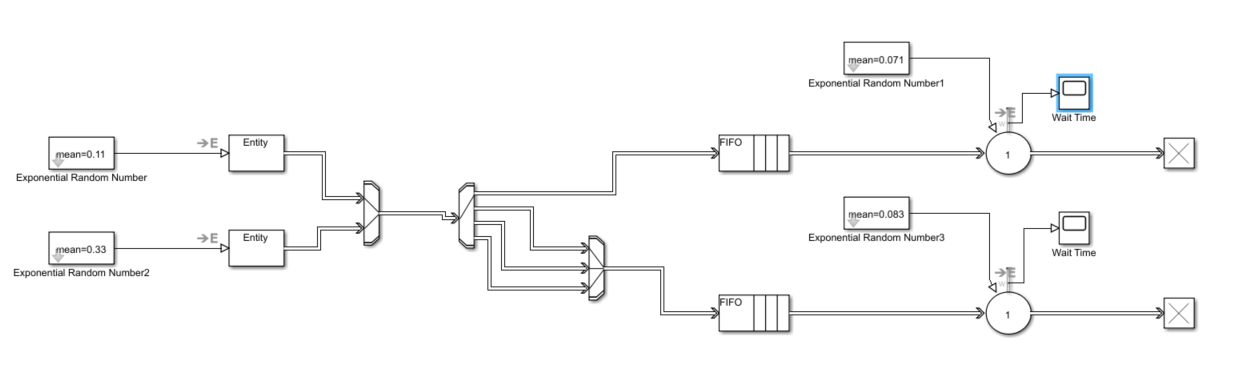 mean=0.071
Exponential Random Number1
Wait Time
E
W
mean=0.11
Exponential Random Number
E
Entity
FIFO
1
mean=0.33
Exponential Random Number2
E
Entity
mean=0.083
Exponential Random Number3
Wait Time
E
W
FIFO
1